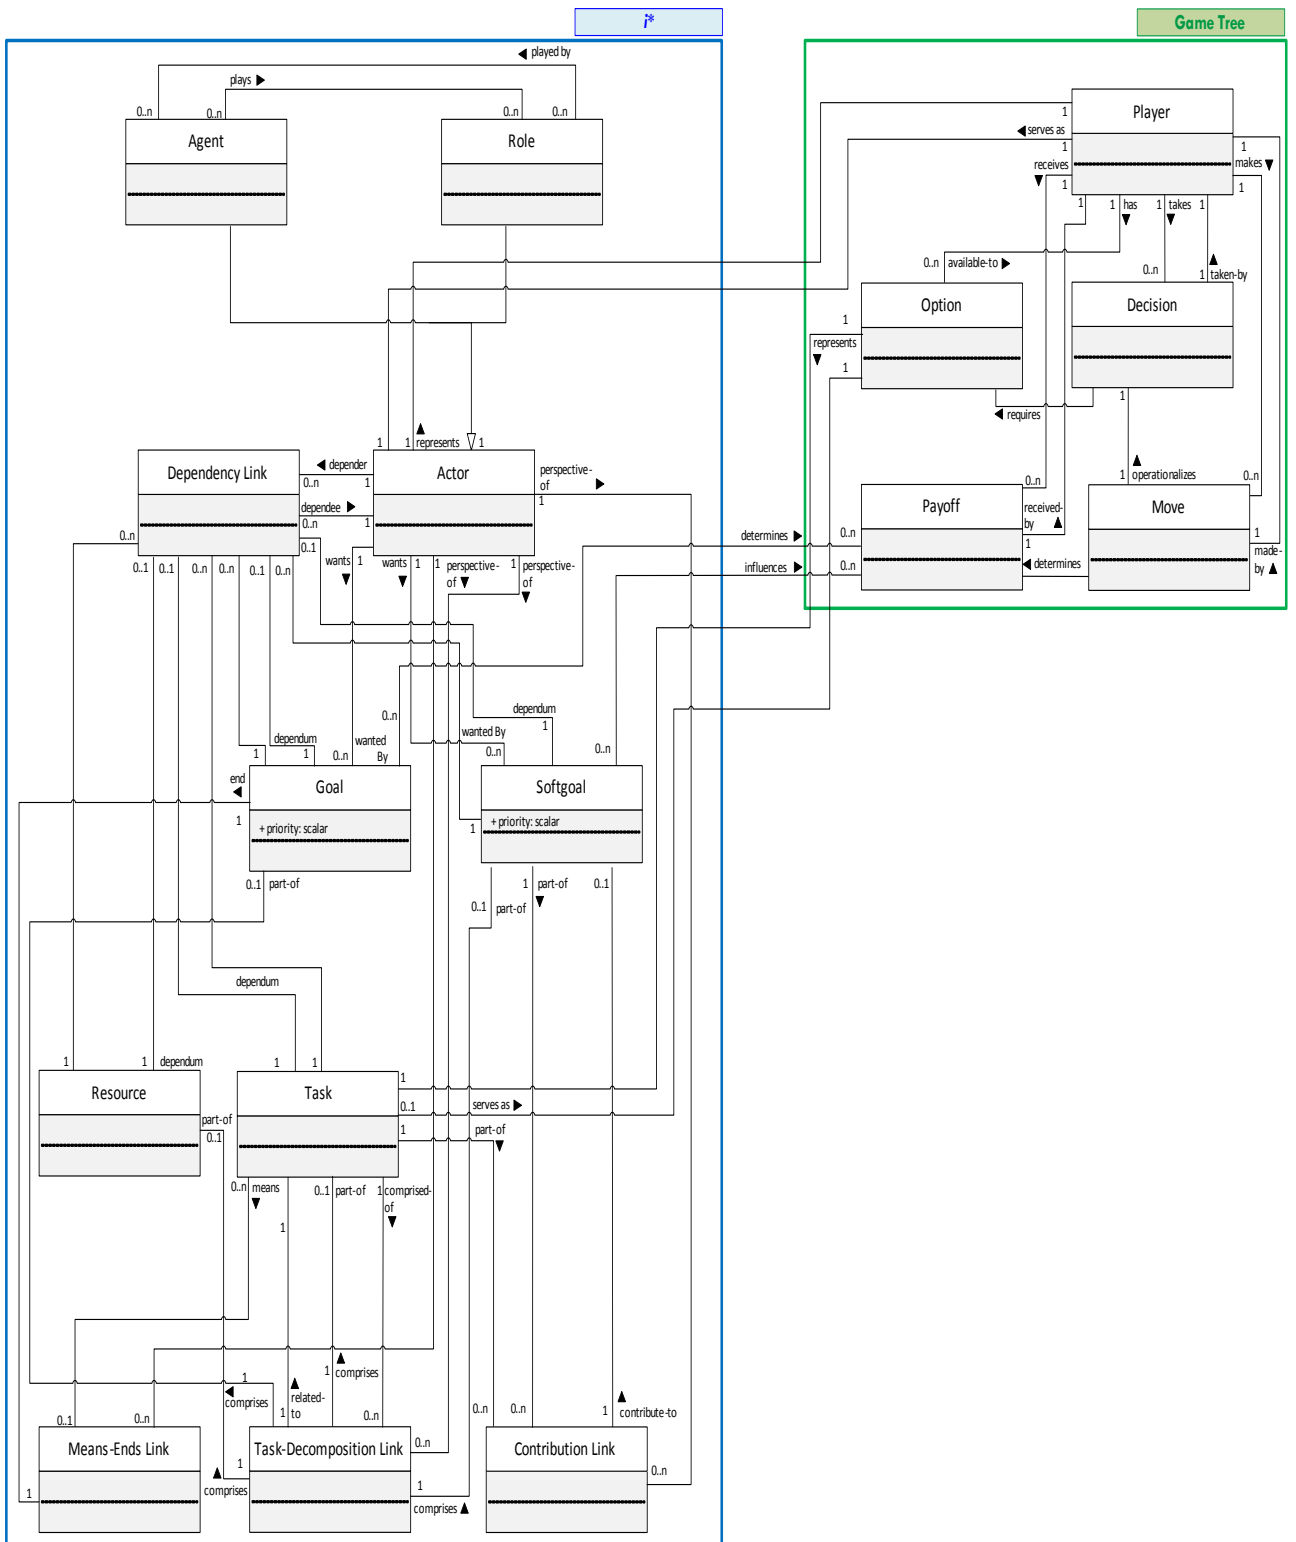 i*
Game Tree
played by
plays
0..n
0..n
0..n
0..n
Agent
Role
Player
1
serves as
1
receives
1
1
makes
1
1
1
has
1
takes
1
0..n
available-to
0..n
1
taken-by
Option
Decision
1
represents
1
requires
1
1
operationalizes
0..n
0..n
Payoff
Move
received-
by
1
1
made-
by
determines
determines
0..n
influences
0..n
1
1
represents
1
Dependency Link
Actor
depender
0..n
1
dependee
0..n
1
perspective-
of
1
0..n
0..1
0..1
0..1
0..n
0..n
0..1
0..n
wants
1
wants
1
1
perspective-
of
1
perspective-
of
0..n
wanted
By
0..n
dependum
1
1
wanted By
0..n
dependum
1
0..n
end
1
Goal
+ priority: scalar
Softgoal
+ priority: scalar
1
0..1
part-of
0..1
part-of
1
part-of
0..1
dependum
1
1
dependum
1
1
Resource
Task
part-of
0..1
1
0..1
serves as
1
part-of
0..n
means
1
0..1
part-of
1
comprised-
of
1
comprises
1
comprises
related-
to
1
0..n
0..1
0..n
0..n
0..n
1
contribute-to
Means-Ends Link
Task-Decomposition Link
Contribution Link
0..n
0..n
1
comprises
1
1
comprises